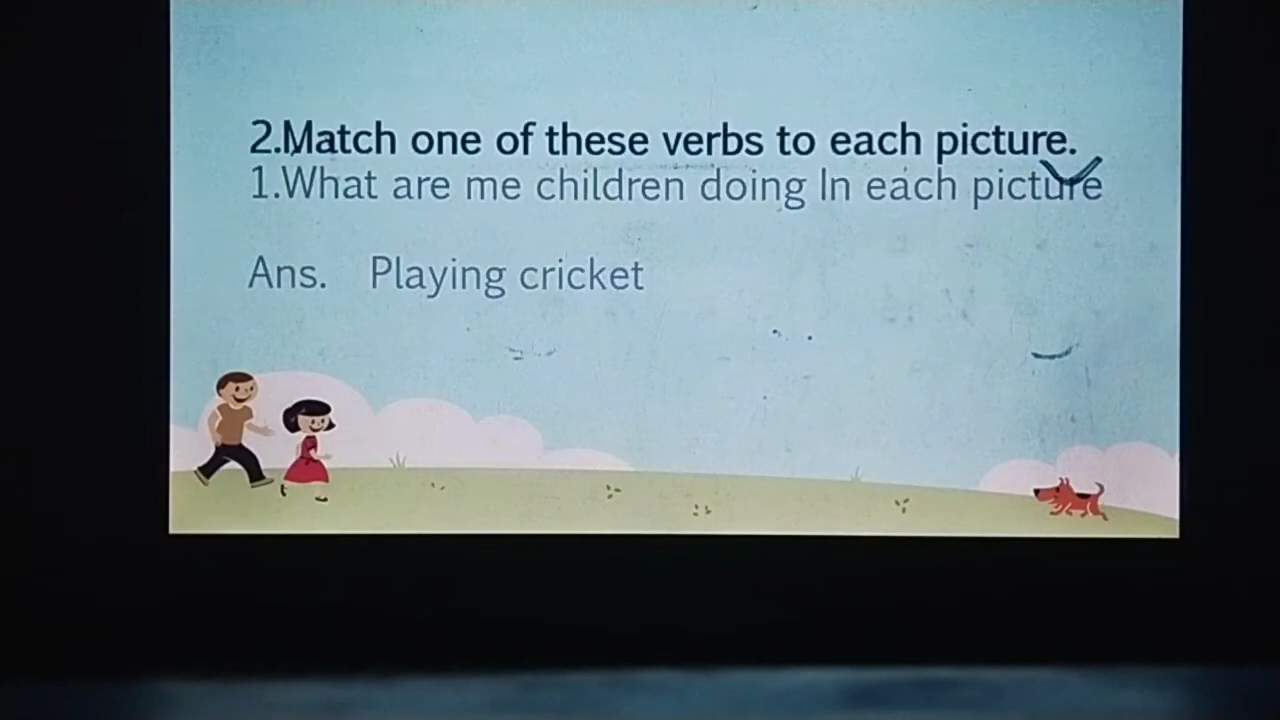 2.Match one of these verbs to each picture.
1.What are me children doing In each picture
Ans. Playing cricket